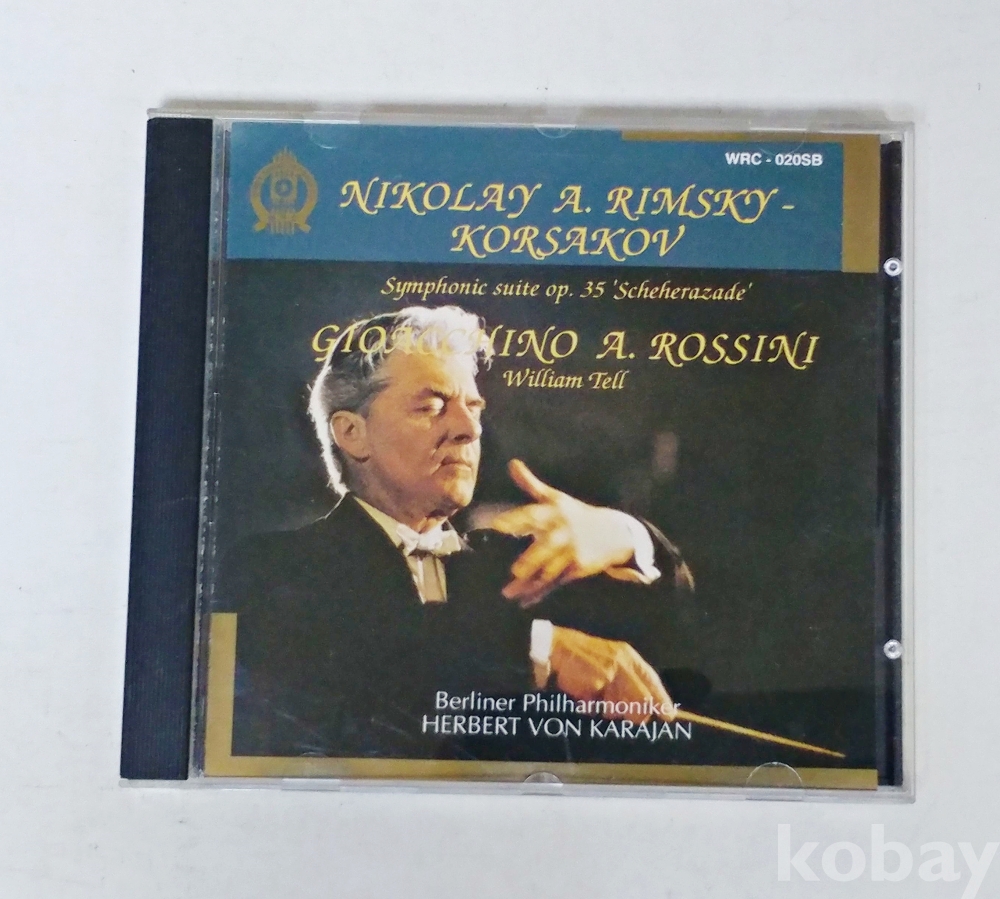 WRC - 020SB
NIKOLAY A. RIMSKY -
KORSAKOV
Symphonic suite op. 35 'Scheherazade'
GIOACCHINO A. ROSSINI
William Tell
Berliner Philharmoniker
HERBERT VON KARAJAN
kobay